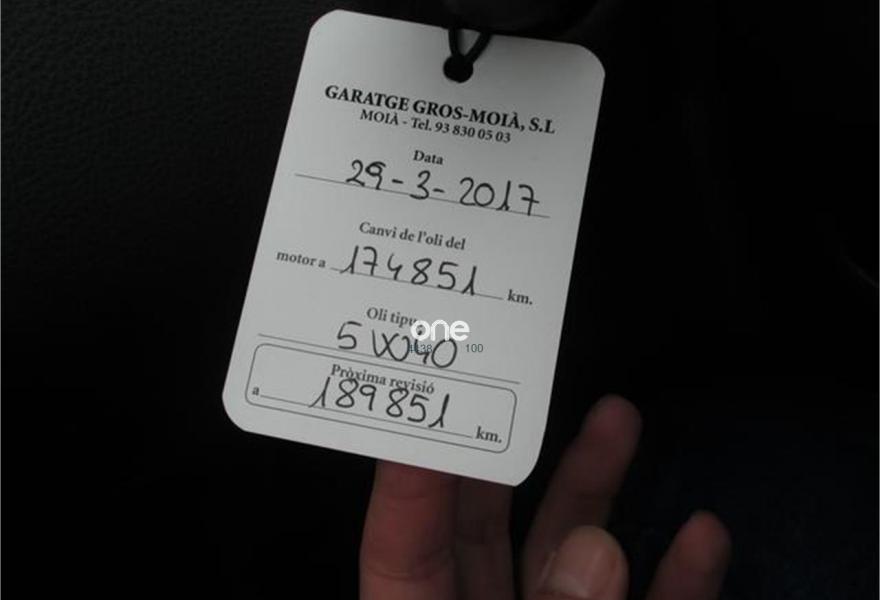 GARATGE GROS-MOIÀ, S.L
MOIÀ - Tel. 93 830 05 03
Data
29-3-2017
Canvi de l'oli del
motor a 174851 km.
Oli tipu
one
100
5W40
Pròxima revisió
a 189851 km.